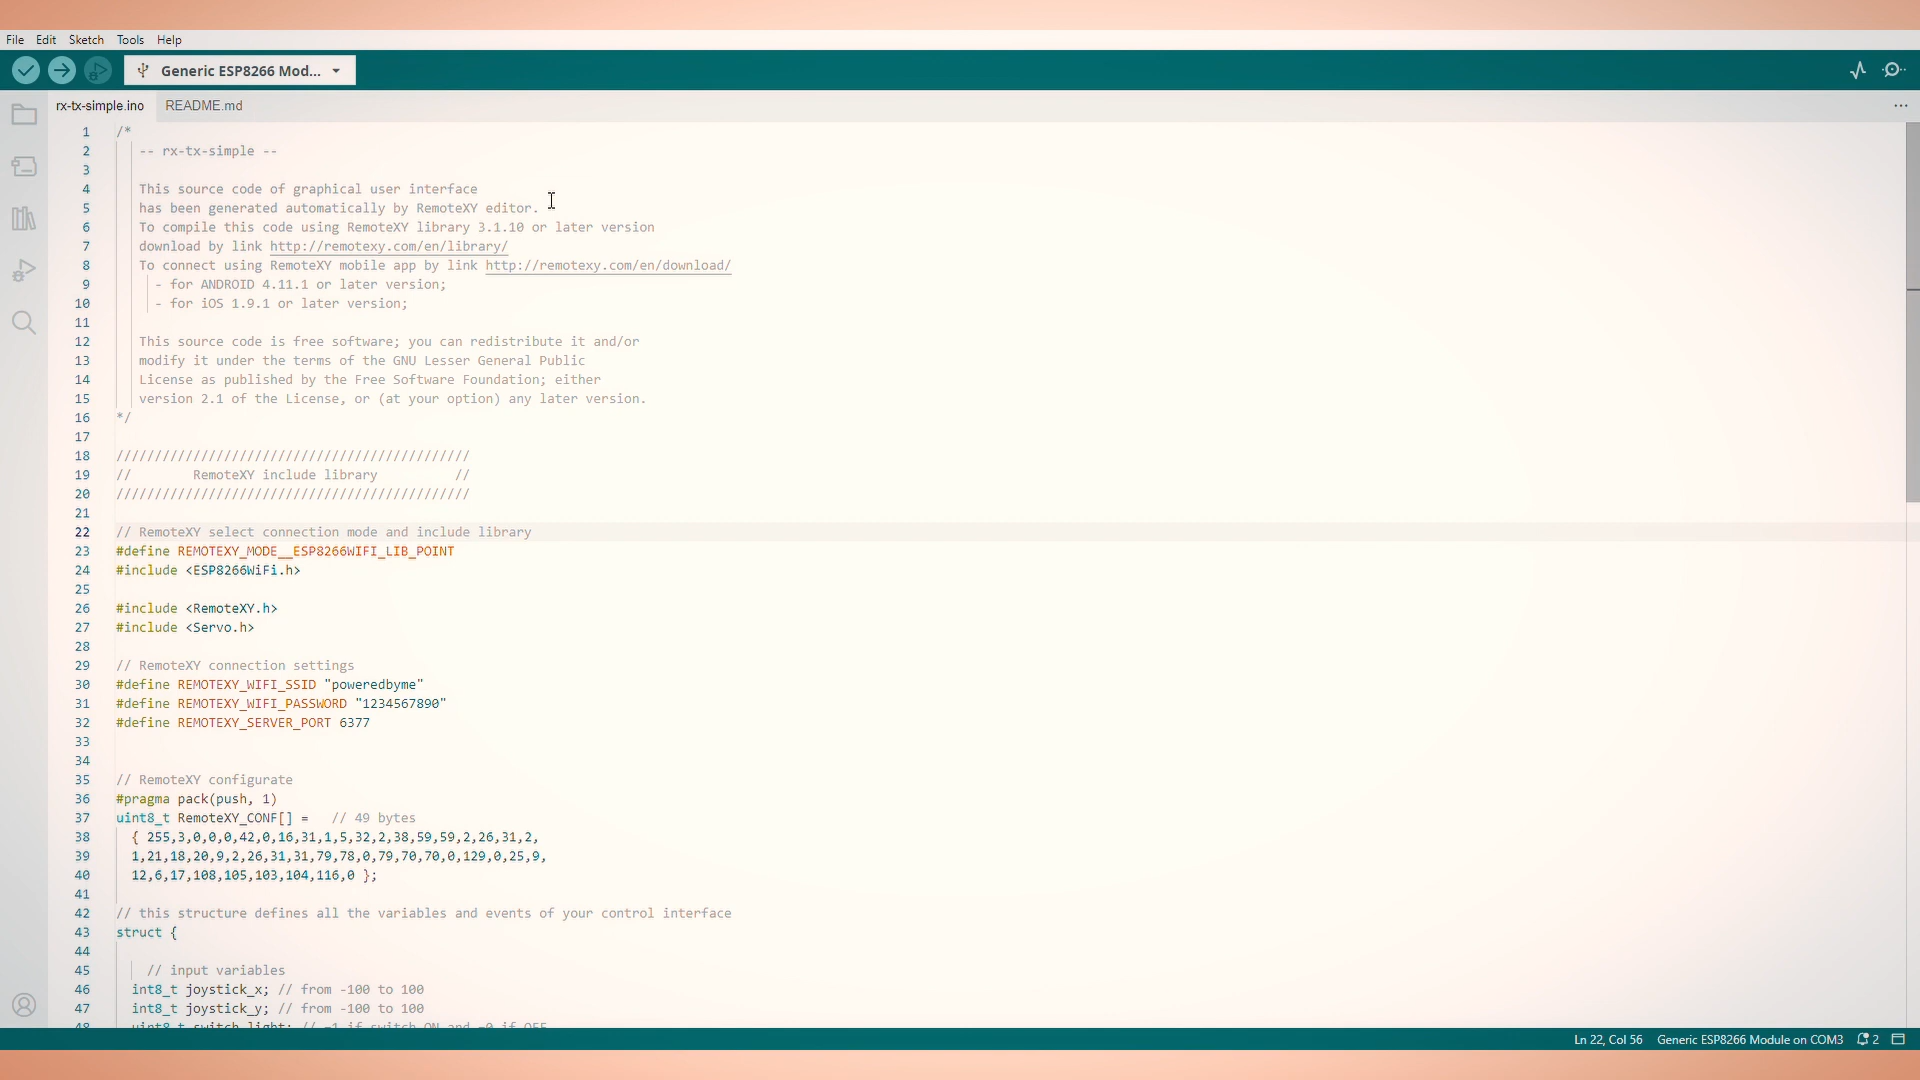 File Edit Sketch Tools Help
Generic ESP8266 Mod...
rx-tx-simple.ino README.md
1 /*
2 -- rx-tx-simple --
3
4 This source code of graphical user interface
5 has been generated automatically by RemoteXY editor.
6 To compile this code using RemoteXY library 3.1.10 or later version
7 download by link http://remotexy.com/en/library/
8 To connect using RemoteXY mobile app by link http://remotexy.com/en/download/
9 - for ANDROID 4.11.1 or later version;
10 - for iOS 1.9.1 or later version;
11
12 This source code is free software; you can redistribute it and/or
13 modify it under the terms of the GNU Lesser General Public
14 License as published by the Free Software Foundation; either
15 version 2.1 of the License, or (at your option) any later version.
16 */
17
18 //////////////////////////////////////////////
19 // RemoteXY include library //
20 //////////////////////////////////////////////
21
22 // RemoteXY select connection mode and include library
23 #define REMOTEXY_MODE__ESP8266WIFI_LIB_POINT
24 #include <ESP8266WiFi.h>
25
26 #include <RemoteXY.h>
27 #include <Servo.h>
28
29 // RemoteXY connection settings
30 #define REMOTEXY_WIFI_SSID "poweredbyme"
31 #define REMOTEXY_WIFI_PASSWORD "1234567890"
32 #define REMOTEXY_SERVER_PORT 6377
33
34
35 // RemoteXY configurate
36 #pragma pack(push, 1)
37 uint8_t RemoteXY_CONF[] = // 49 bytes
38 { 255,3,0,0,0,42,0,16,31,1,5,32,2,38,59,59,2,26,31,2,
39 1,21,18,20,9,2,26,31,31,79,78,0,79,70,70,0,129,0,25,9,
40 12,6,17,108,105,103,104,116,0 };
41
42 // this structure defines all the variables and events of your control interface
43 struct {
44
45 // input variables
46 int8_t joystick_x; // from -100 to 100
47 int8_t joystick_y; // from -100 to 100
48 uint8_t switch_light; // =1 if switch ON and =0 if OFF
Ln 22, Col 56 Generic ESP8266 Module on COM3 2